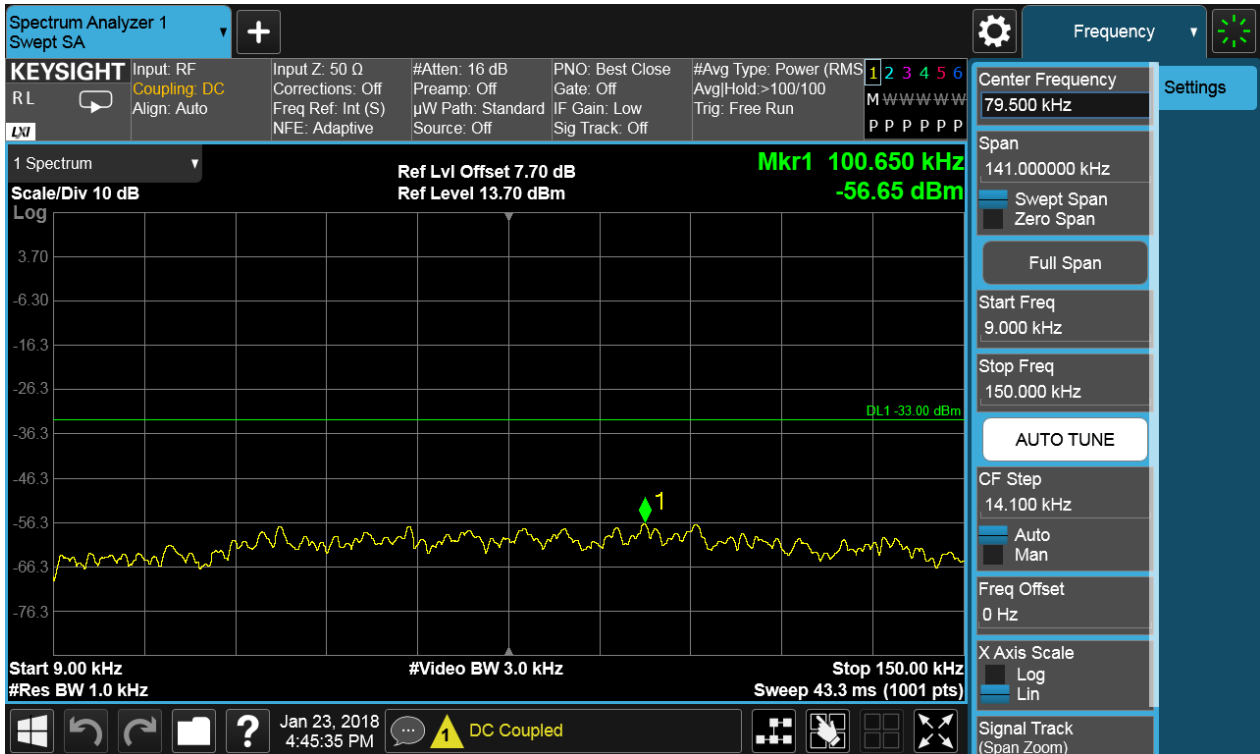 Spectrum Analyzer 1
Swept SA
+
Frequency
KEYSIGHT
R L
LXI
Input: RF
Coupling: DC
Align: Auto
Input Z: 50 Ω
Corrections: Off
Freq Ref: Int (S)
NFE: Adaptive
#Atten: 16 dB
Preamp: Off
µW Path: Standard
Source: Off
PNO: Best Close
Gate: Off
IF Gain: Low
Sig Track: Off
#Avg Type: Power (RMS
Avg|Hold:>100/100
Trig: Free Run
1 2 3 4 5 6
M W W W W W
P P P P P P
Center Frequency
79.500 kHz
Settings
Span
141.000000 kHz
Swept Span
Zero Span
Full Span
Start Freq
9.000 kHz
Stop Freq
150.000 kHz
AUTO TUNE
CF Step
14.100 kHz
Auto
Man
Freq Offset
0 Hz
X Axis Scale
Log
Lin
Signal Track
(Span Zoom)
1 Spectrum
Ref Lvl Offset 7.70 dB
Mkr1 100.650 kHz
Scale/Div 10 dB
Ref Level 13.70 dBm
-56.65 dBm
Log
3.70
-6.30
-16.3
-26.3
DL1 -33.00 dBm
-36.3
-46.3
1
-56.3
-66.3
-76.3
Start 9.00 kHz
#Video BW 3.0 kHz
Stop 150.00 kHz
#Res BW 1.0 kHz
Sweep 43.3 ms (1001 pts)
?
Jan 23, 2018
4:45:35 PM
1
DC Coupled